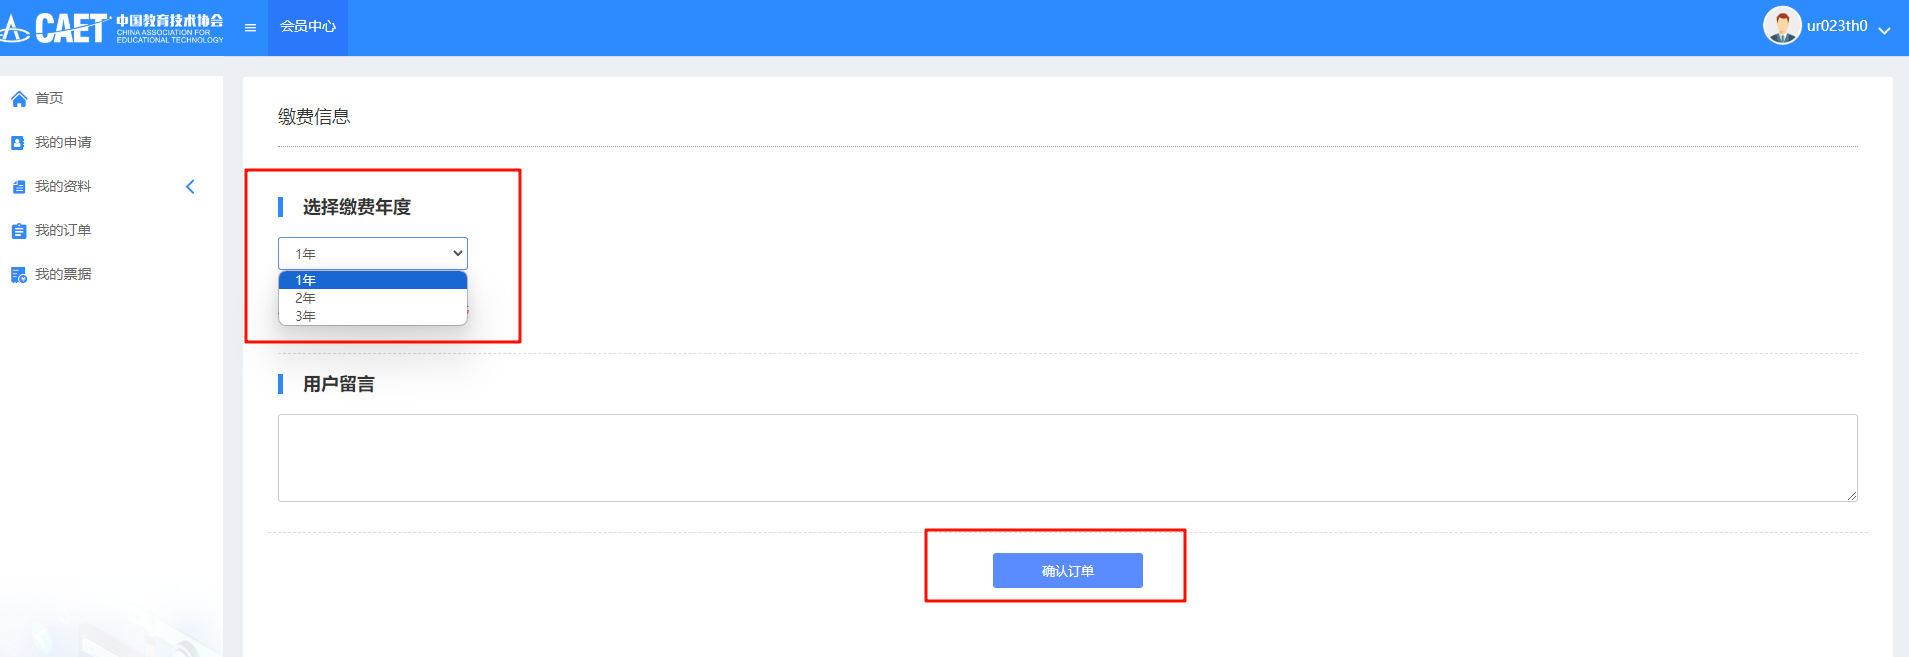 CAET
中国教育技术协会
CHINA ASSOCIATION FOR
EDUCATIONAL TECHNOLOGY
会员中心
ur023th0
首页
我的申请
我的资料
我的订单
我的票据
缴费信息
选择缴费年度
1年
1年
2年
3年
用户留言
确认订单